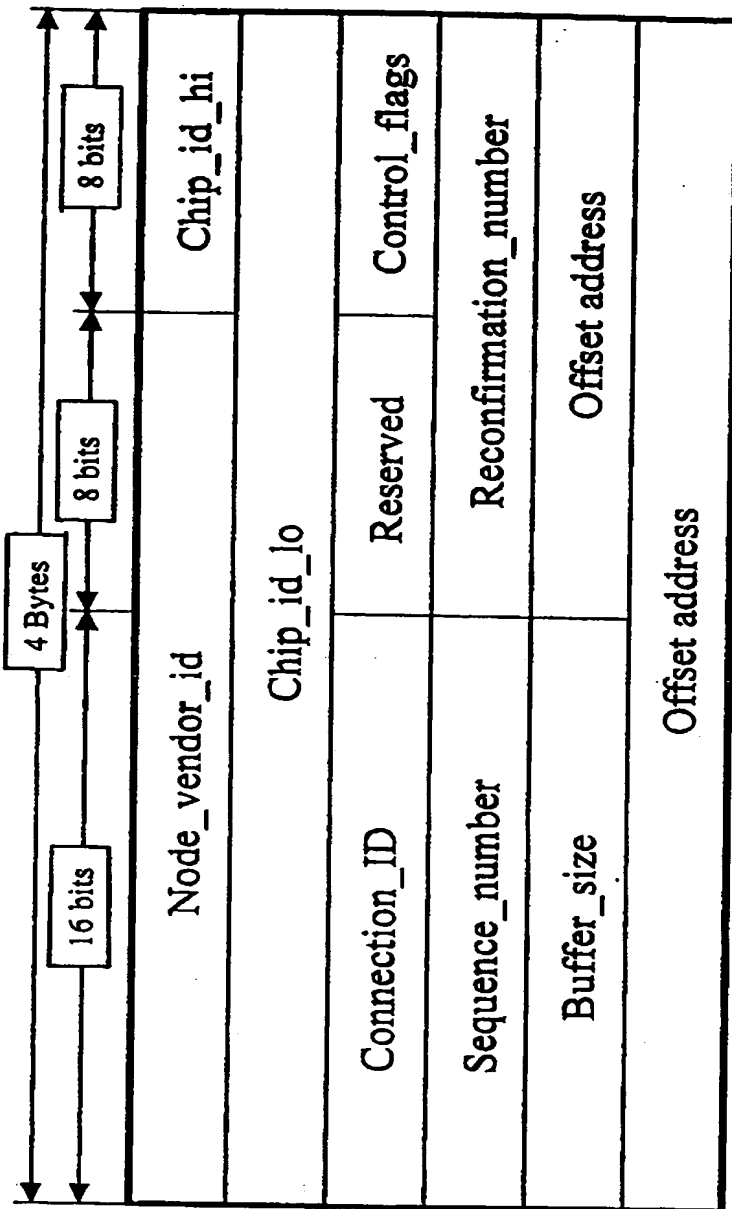 4 Bytes
16 bits 8 bits 8 bits
Node_vendor_id Chip_id_hi
Chip_id_lo
Connection_ID Reserved Control_flags
Sequence_number Reconfirmation_number
Buffer_size Offset address
Offset address